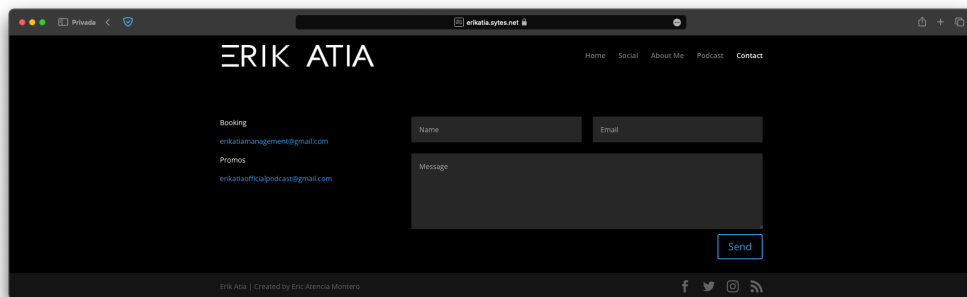 Privada
erikatia.sytes.net
ERIK ATIA
Home Social About Me Podcast Contact
Booking
erikatiamanagement@gmail.com
Promos
erikatiaofficialpodcast@gmail.com
Name
Email
Message
Send
Erik Atia | Created by Eric Atencia Montero